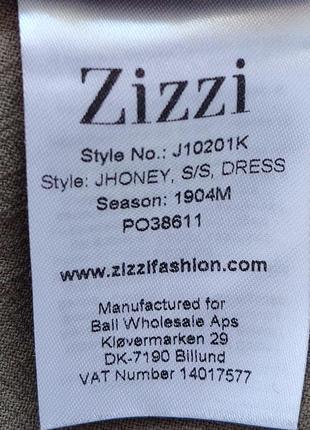 Zizzi
Style No.: J10201K
Style: JHONEY, S/S, DRESS
Season: 1904M
PO38611
www.zizzifashion.com
Manufactured for
Ball Wholesale Aps
Kløvermarken 29
DK-7190 Billund
VAT Number 14017577